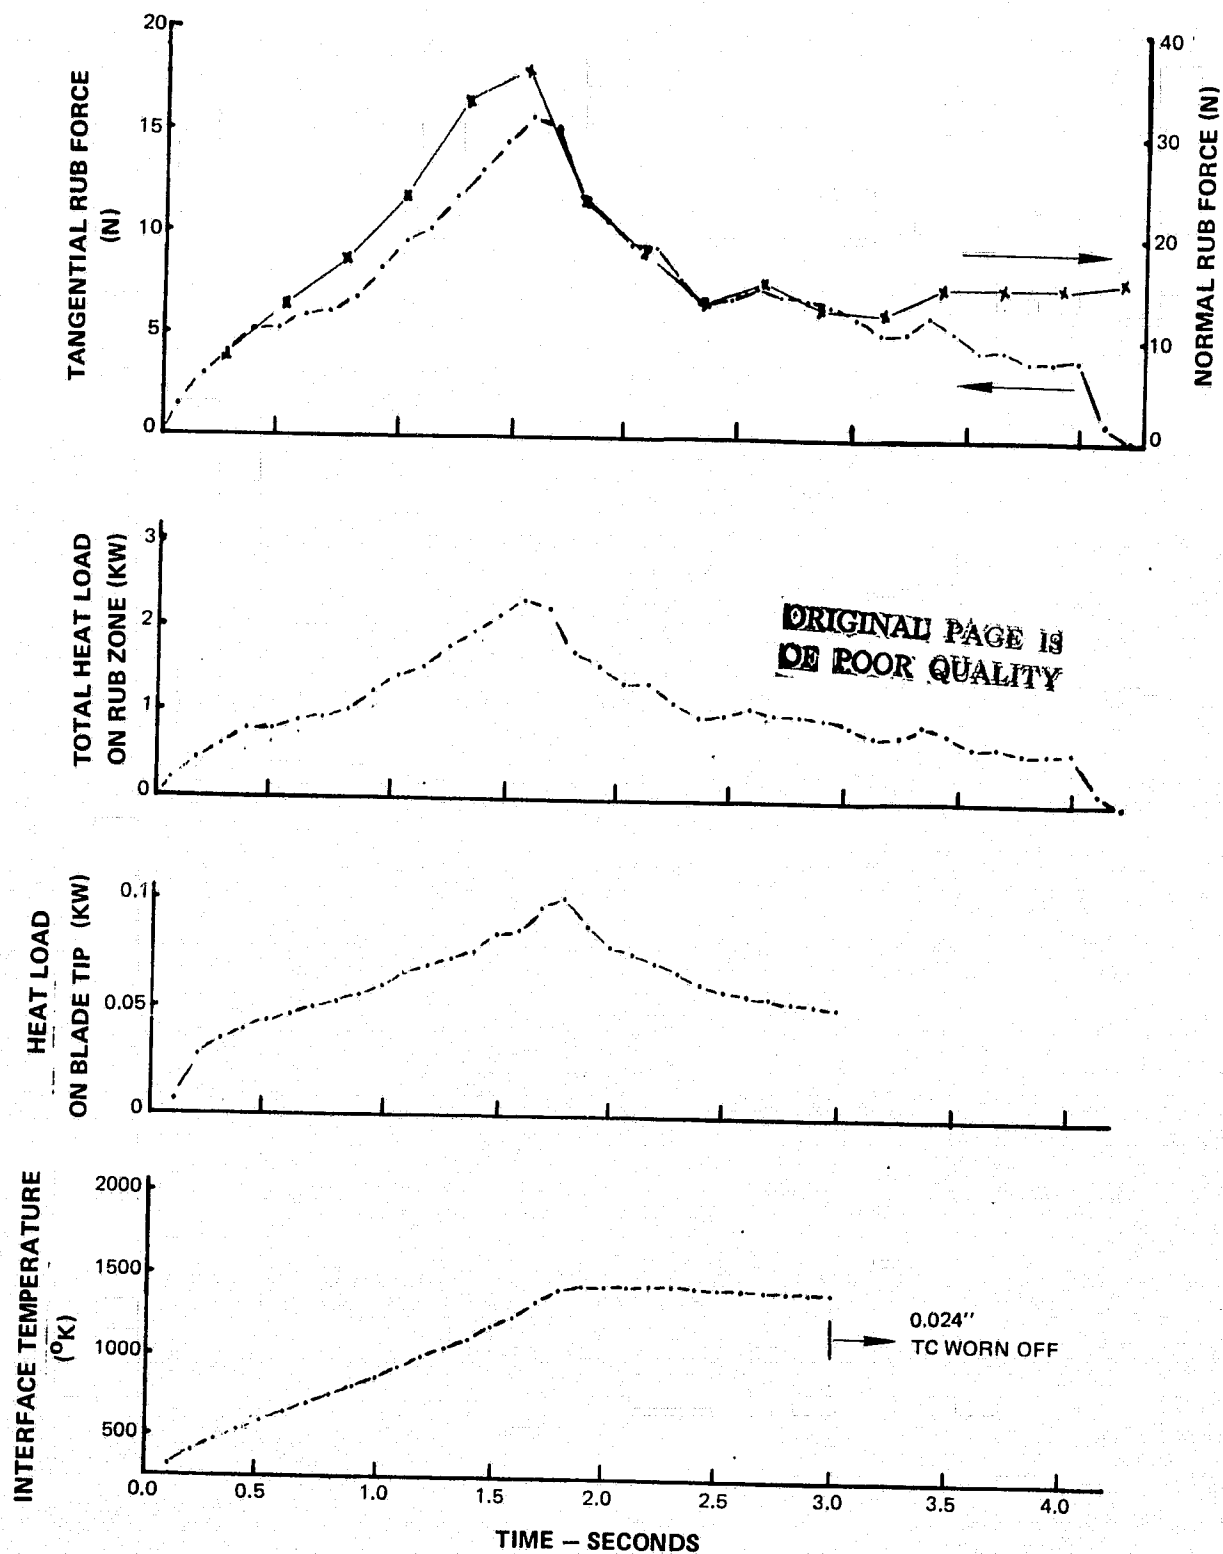 20
15
10
5
0
TANGENTIAL RUB FORCE
(N)
40
30
20
10
0
NORMAL RUB FORCE (N)
3
2
1
0
TOTAL HEAT LOAD
ON RUB ZONE (KW)
ORIGINAL PAGE IS
OF POOR QUALITY
0.1
0.05
0
HEAT LOAD
ON BLADE TIP (KW)
2000
1500
1000
500
INTERFACE TEMPERATURE
(°K)
0.024"
TC WORN OFF
0.0 0.5 1.0 1.5 2.0 2.5 3.0 3.5 4.0
TIME – SECONDS